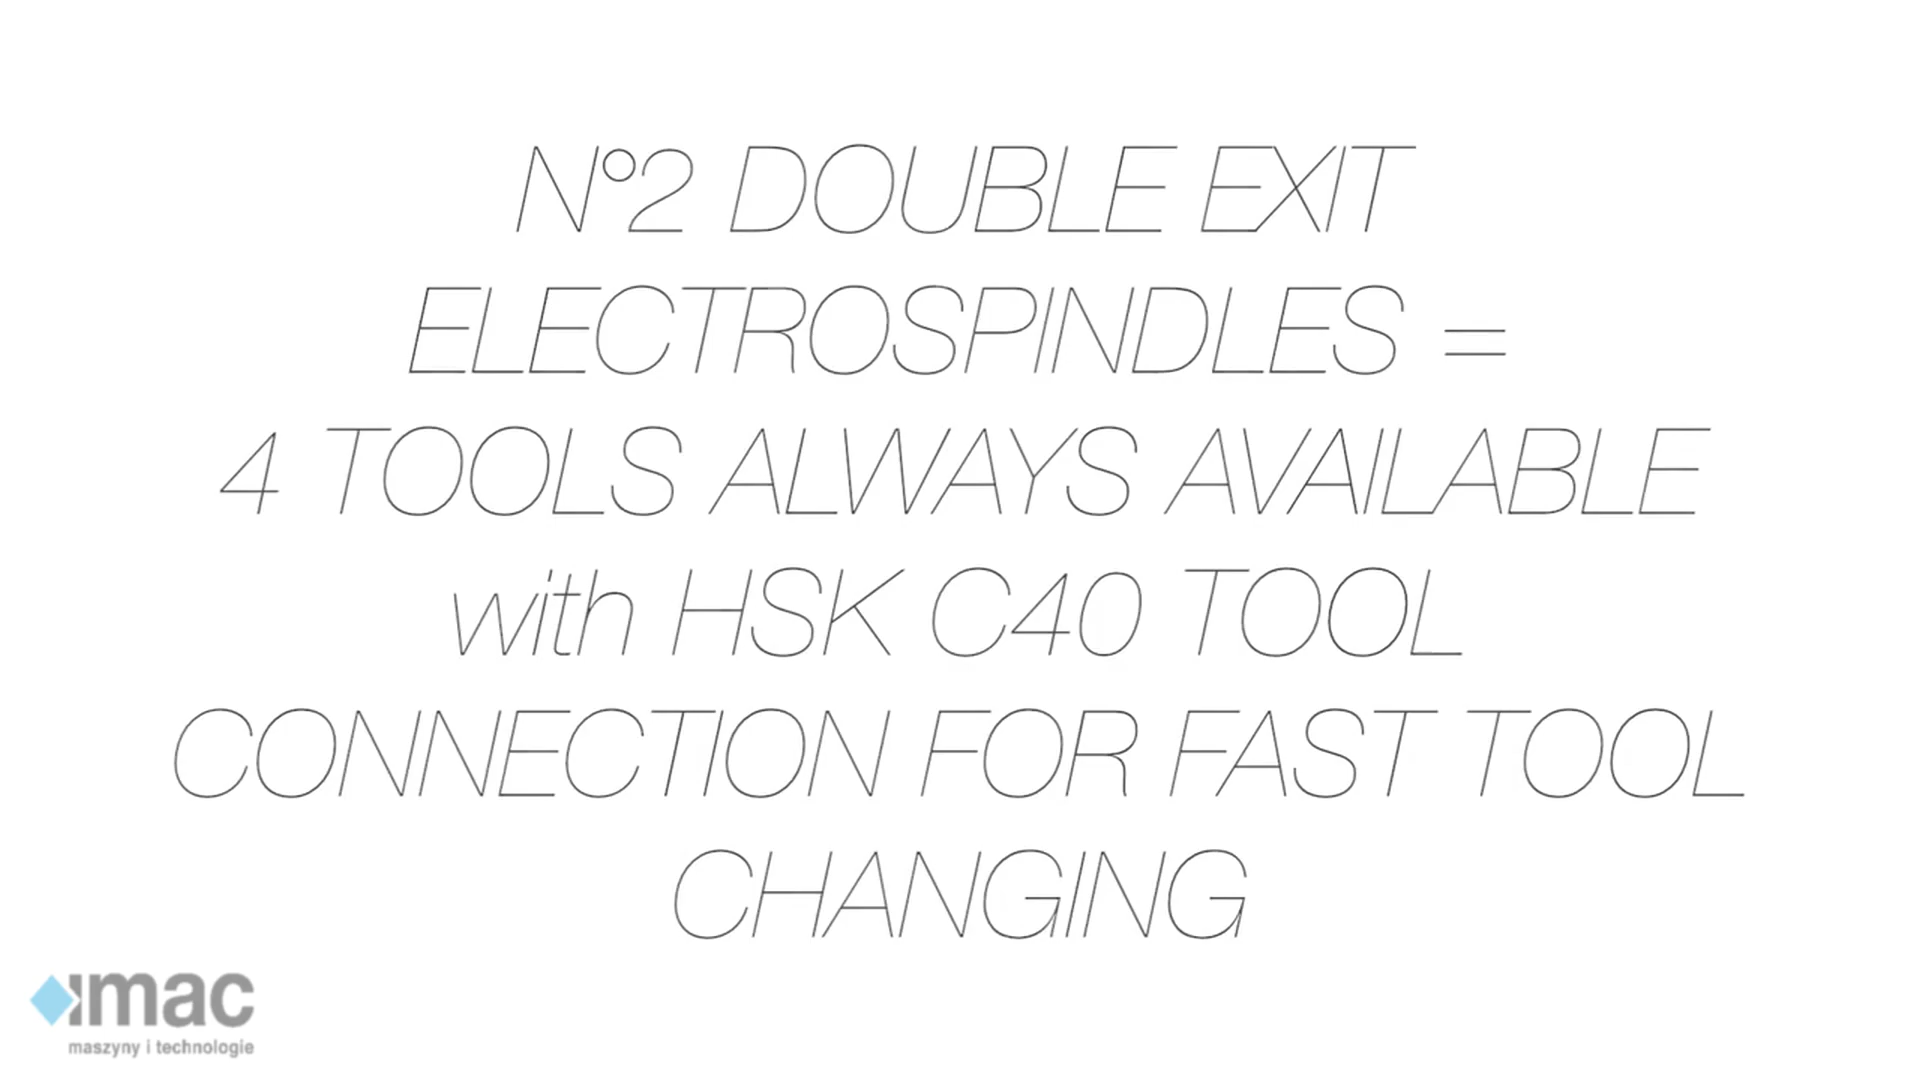 N°2 DOUBLE EXIT
ELECTROSPINDLES =
4 TOOLS ALWAYS AVAILABLE
with HSK C40 TOOL
CONNECTION FOR FAST TOOL
CHANGING
imac
maszyny i technologie